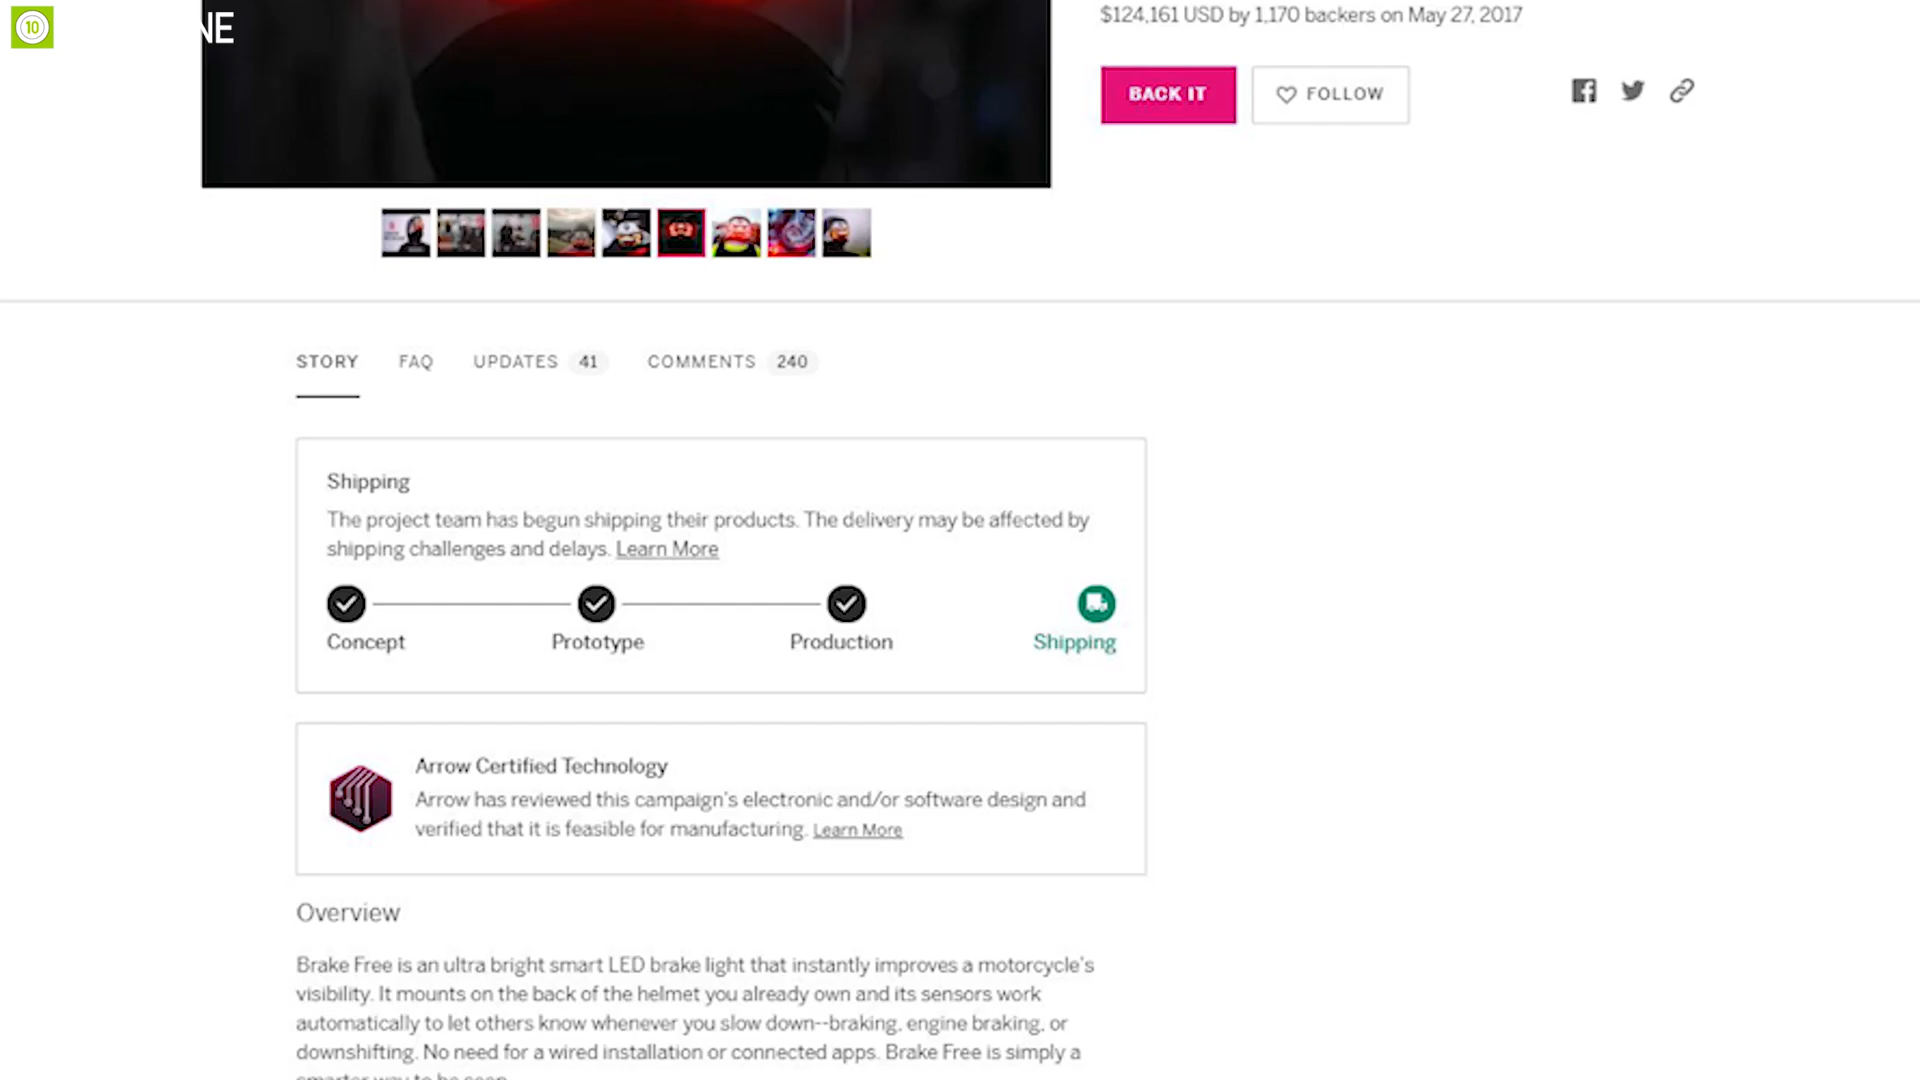 10
NE
$124,161 USD by 1,170 backers on May 27, 2017
BACK IT
FOLLOW
STORY FAQ UPDATES 41 COMMENTS 240
Shipping
The project team has begun shipping their products. The delivery may be affected by
shipping challenges and delays. Learn More
Concept Prototype Production Shipping
Arrow Certified Technology
Arrow has reviewed this campaign's electronic and/or software design and
verified that it is feasible for manufacturing. Learn More
Overview
Brake Free is an ultra bright smart LED brake light that instantly improves a motorcycle's
visibility. It mounts on the back of the helmet you already own and its sensors work
automatically to let others know whenever you slow down--braking, engine braking, or
downshifting. No need for a wired installation or connected apps. Brake Free is simply a
smarter way to be seen.